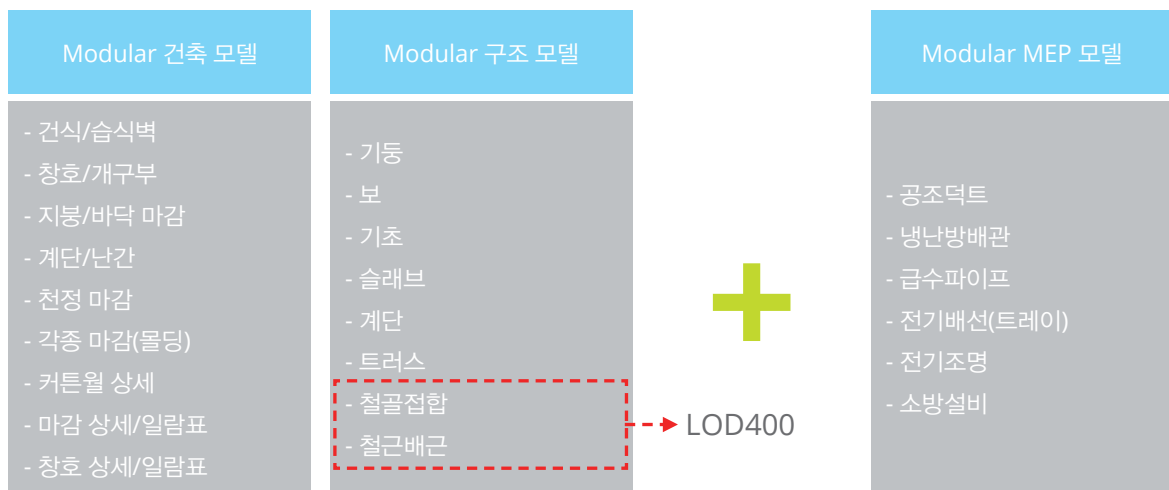 Modular 건축 모델
- 건식/습식벽
- 창호/개구부
- 지붕/바닥 마감
- 계단/난간
- 천정 마감
- 각종 마감(몰딩)
- 커튼월 상세
- 마감 상세/일람표
- 창호 상세/일람표
Modular 구조 모델
- 기둥
- 보
- 기초
- 슬래브
- 계단
- 트러스
- 철골접합
- 철근배근
LOD400
Modular MEP 모델
- 공조덕트
- 냉난방배관
- 급수파이프
- 전기배선(트레이)
- 전기조명
- 소방설비